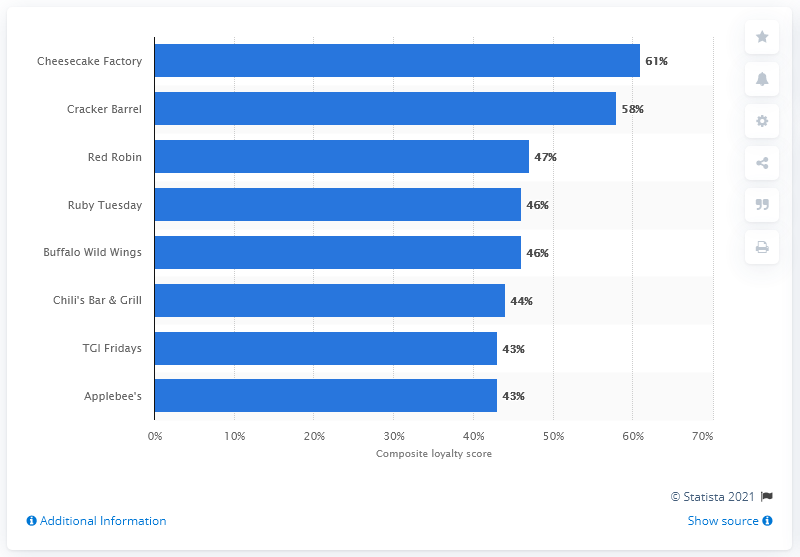 Cheesecake Factory 61%
Cracker Barrel 58%
Red Robin 47%
Ruby Tuesday 46%
Buffalo Wild Wings 46%
Chili's Bar & Grill 44%
TGI Fridays 43%
Applebee's 43%
0% 10% 20% 30% 40% 50% 60% 70%
Composite loyalty score
© Statista 2021
Additional Information Show source